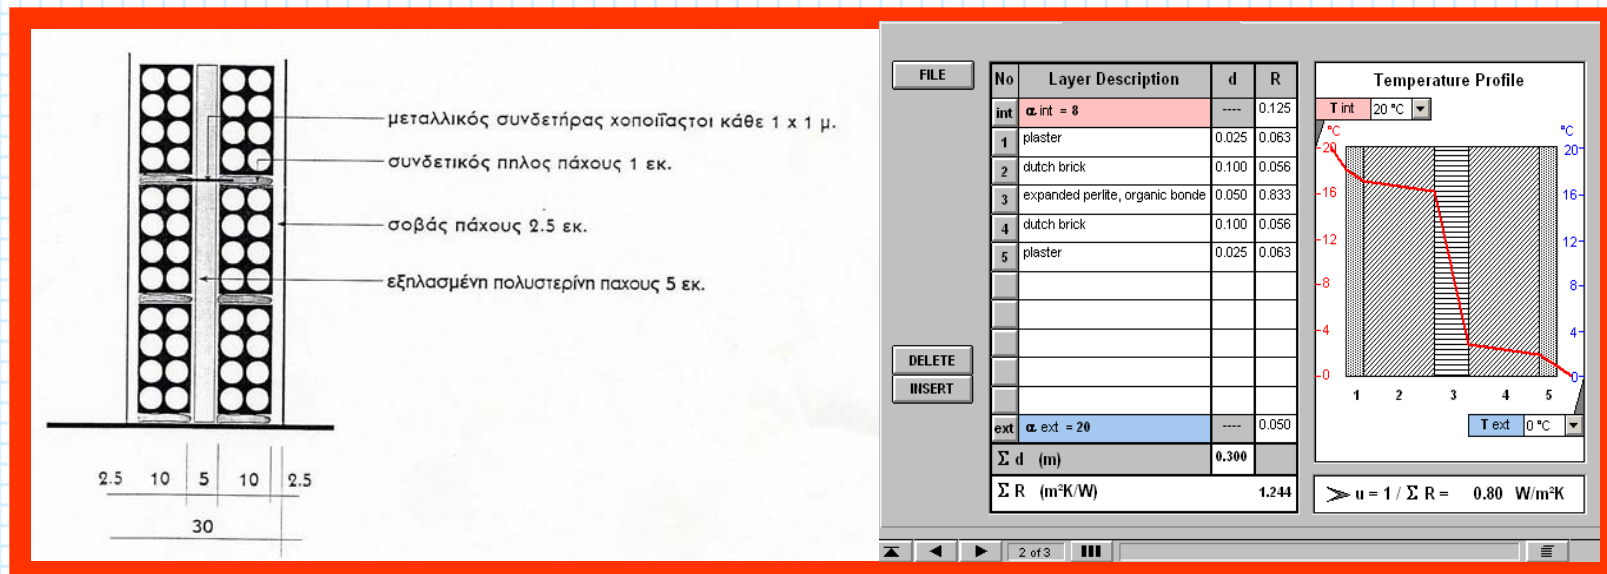 μεταλλικός συνδετήρας χοποιΐαςτοι κάθε 1 x 1 μ.
συνδετικός πηλος πάχους 1 εκ.
σοβάς πάχους 2.5 εκ.
εξηλασμένη πολυστερίνη παχους 5 εκ.
2.5 10 5 10 2.5
30
FILE
DELETE
INSERT
No Layer Description d R
int α int = 8 ---- 0.125
1 plaster 0.025 0.063
2 dutch brick 0.100 0.056
3 expanded perlite, organic bonde 0.050 0.833
4 dutch brick 0.100 0.056
5 plaster 0.025 0.063
ext α ext = 20 ---- 0.050
Σ d (m) 0.300
Σ R (m²K/W) 1.244
Temperature Profile
T int 20 °C
°C °C
20 20
16 16
12 12
8 8
4 4
0 0
1 2 3 4 5
T ext 0 °C
u = 1 / Σ R = 0.80 W/m²K
2 of 3